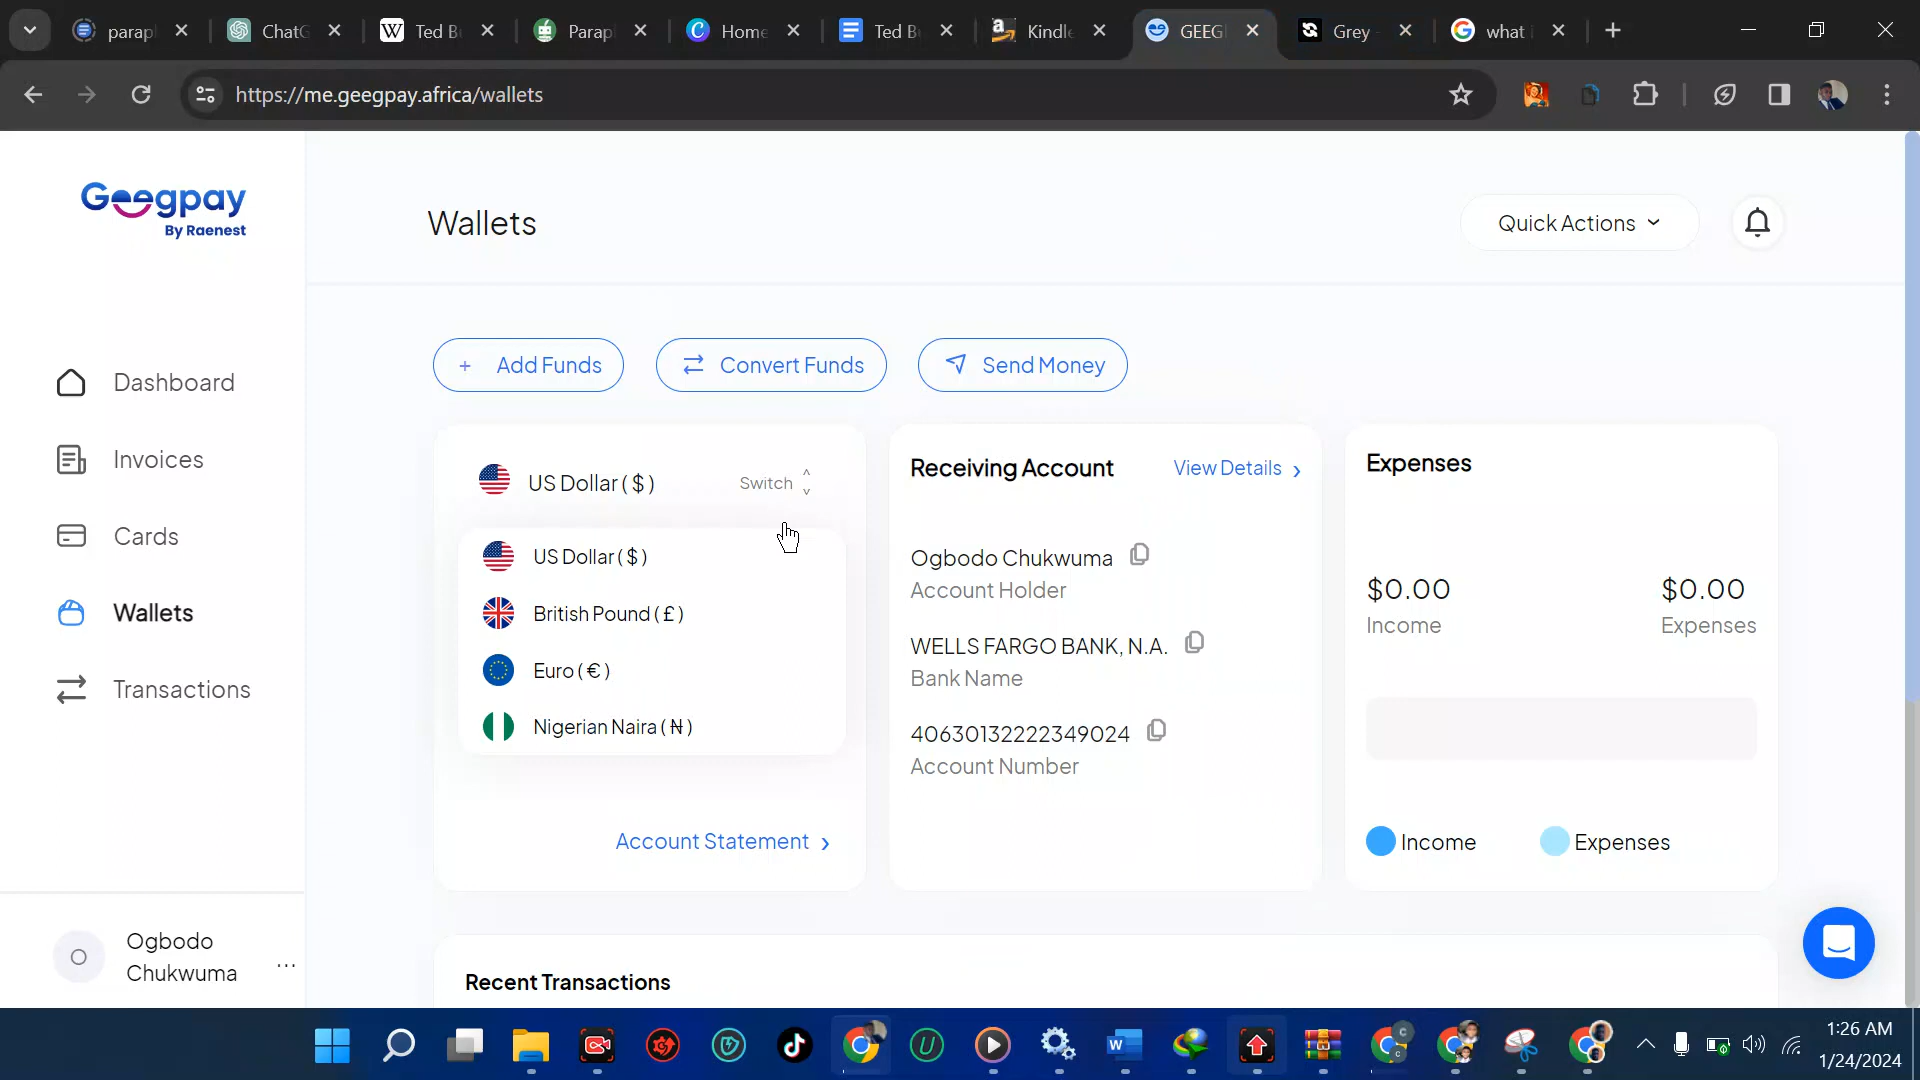 parap
ChatG
Ted B
Parap
Home
Ted B
Kindle
GEEG
Grey -
what i
https://me.geegpay.africa/wallets
Geegpay
By Raenest
Wallets
Quick Actions
Dashboard
Invoices
Cards
Wallets
Transactions
+ Add Funds
Convert Funds
Send Money
US Dollar ( $ )
Switch
US Dollar ( $ )
British Pound ( £ )
Euro ( € )
Nigerian Naira ( ₦ )
Account Statement >
Receiving Account
View Details >
Ogbodo Chukwuma
Account Holder
WELLS FARGO BANK, N.A.
Bank Name
40630132222349024
Account Number
Expenses
$0.00
$0.00
Income
Expenses
Income
Expenses
O
Ogbodo
Chukwuma
...
Recent Transactions
1:26 AM
1/24/2024